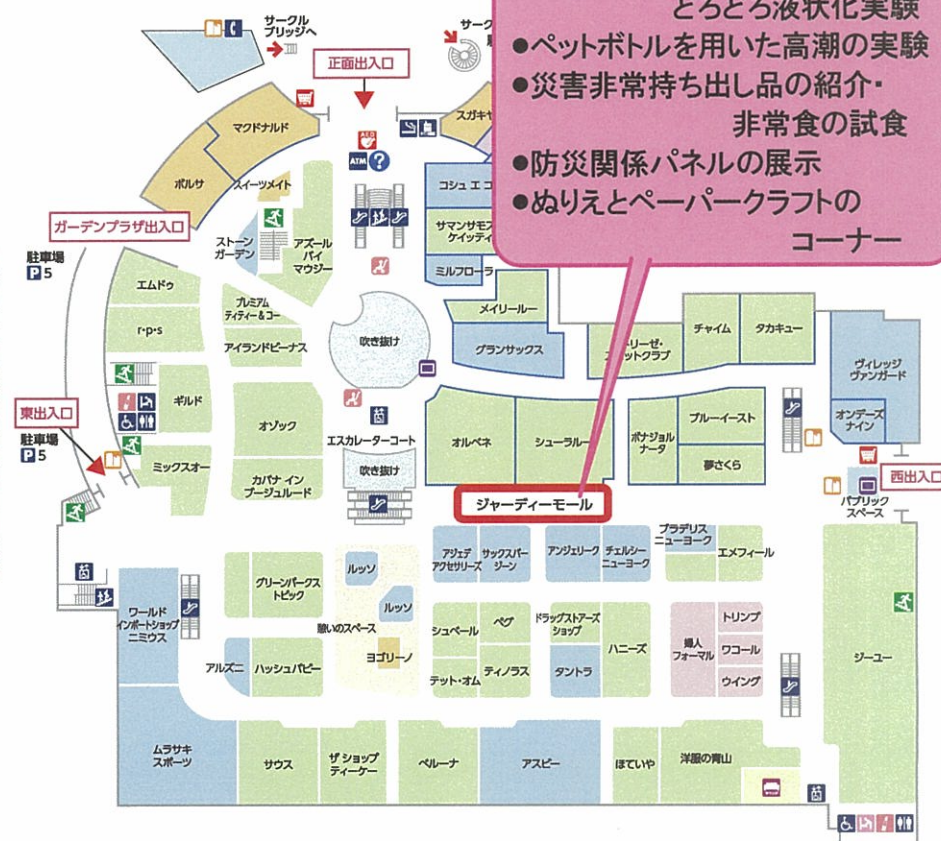 とろとろ液状化実験
●ペットボトルを用いた高潮の実験
●災害非常持ち出し品の紹介・
非常食の試食
●防災関係パネルの展示
●ぬりえとペーパークラフトの
コーナー
サークル
ブリッジへ
サーク
正面出入口
マクドナルド
スガキヤ
AED
ATM
?
ポルサ
スイーツメイト
コシュ エ コ
ガーデンプラザ出入口
ストーン
ガーデン
アズール
バイ
マウジー
サマンサモス
ケイッティ
駐車場
P 5
ミルフローラ
エムドゥ
プレミアム
ティティー&コー
メイリールー
r・p・s
アイランドピーナス
吹き抜け
グランサックス
チャイム
タカキュー
ヴィレッジ
ヴァンガード
ギルド
オンデーズ
ナイン
東出入口
オゾック
エスカレーターコート
オルベネ
シューラルー
ボナジョル
ナータ
ブルーイースト
駐車場
P 5
ミックスオー
カバナ イン
ブージュルード
吹き抜け
夢さくら
西出入口
ジャーディーモール
パブリック
スペース
アジェデ
アクセサリーズ
サックスバー
ジーン
アンジェリーク
チェルシー
ニューヨーク
ブラデリス
ニューヨーク
エメフィール
グリーンパークス
トピック
ルッソ
ルッソ
ワールド
インポートショップ
ニミウス
憩いのスペース
シュベール
ペグ
ドラッグストアーズ
ショップ
ハニーズ
婦人
フォーマル
トリンプ
ワコール
ウイング
ジーユー
アルズニ
ハッシュパピー
ヨゴリーノ
テット・オム
ティノラス
タントラ
ムラサキ
スポーツ
サウス
ザ ショップ
ティーケー
ベルーナ
アスビー
ほていや
洋服の青山